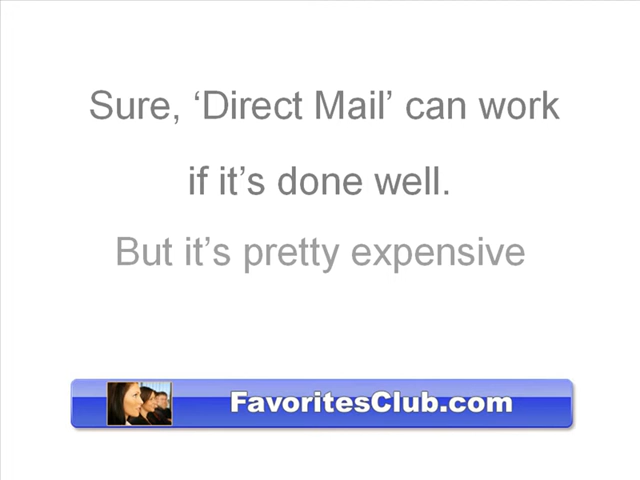 Sure, ‘Direct Mail’ can work
if it’s done well.
But it’s pretty expensive
FavoritesClub.com